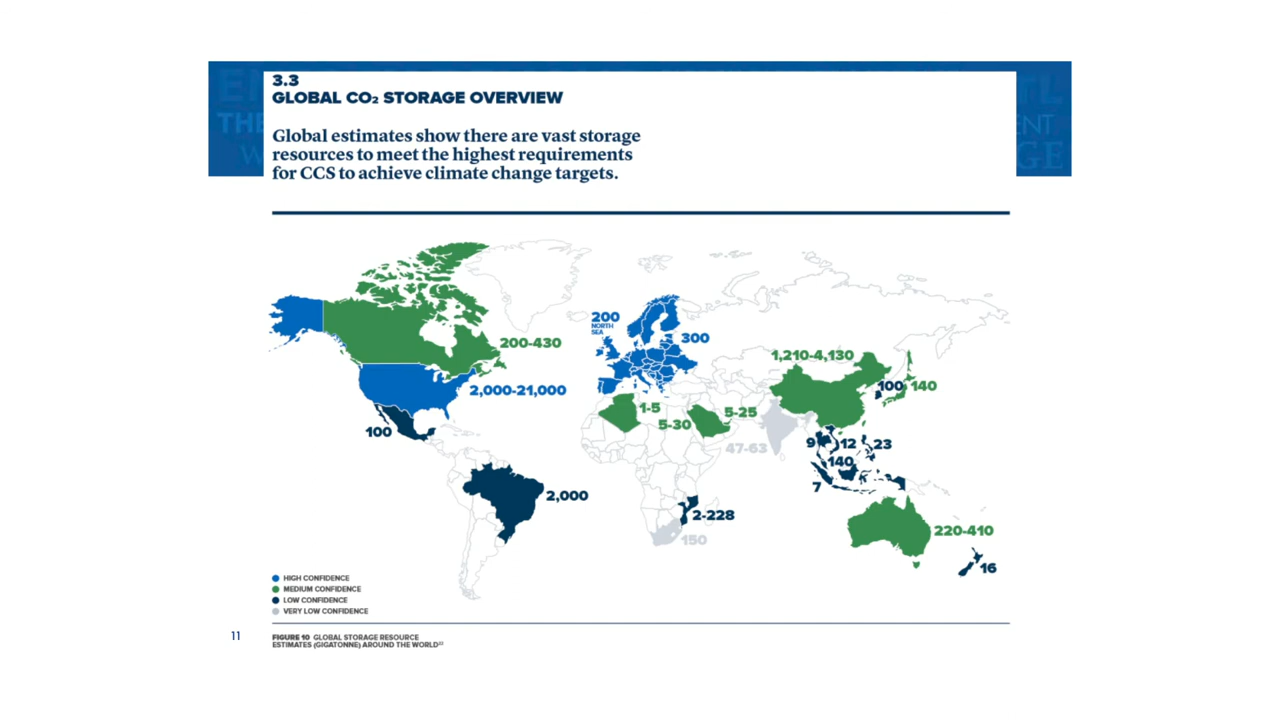 3.3
GLOBAL CO₂ STORAGE OVERVIEW
Global estimates show there are vast storage
resources to meet the highest requirements
for CCS to achieve climate change targets.
200
NORTH
SEA
300
200-430
1,210-4,130
100
140
2,000-21,000
1-5
5-25
5-30
100
47-63
9
12
23
140
7
2,000
2-228
150
220-410
16
HIGH CONFIDENCE
MEDIUM CONFIDENCE
LOW CONFIDENCE
VERY LOW CONFIDENCE
11
FIGURE 10 GLOBAL STORAGE RESOURCE
ESTIMATES (GIGATONNE) AROUND THE WORLD